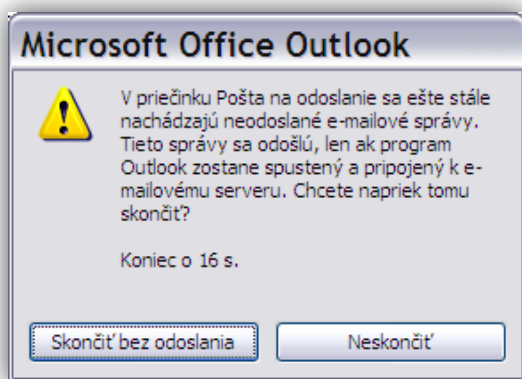 Microsoft Office Outlook
V priečinku Pošta na odoslanie sa ešte stále
nachádzajú neodoslané e-mailové správy.
Tieto správy sa odošlú, len ak program
Outlook zostane spustený a pripojený k e-
mailovému serveru. Chcete napriek tomu
skončiť?
Koniec o 16 s.
Skončiť bez odoslania
Neskončiť